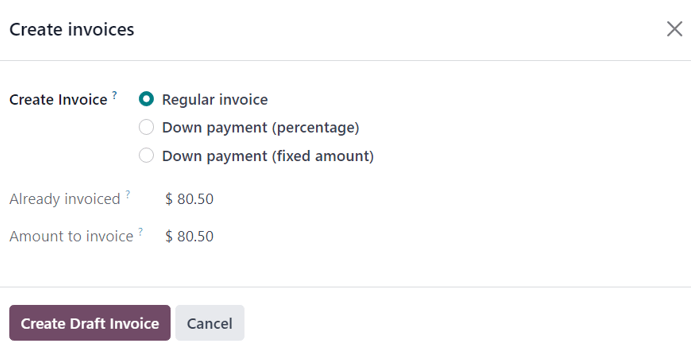 Create invoices
Create Invoice ? Regular invoice
Down payment (percentage)
Down payment (fixed amount)
Already invoiced ? $ 80.50
Amount to invoice ? $ 80.50
Create Draft Invoice Cancel